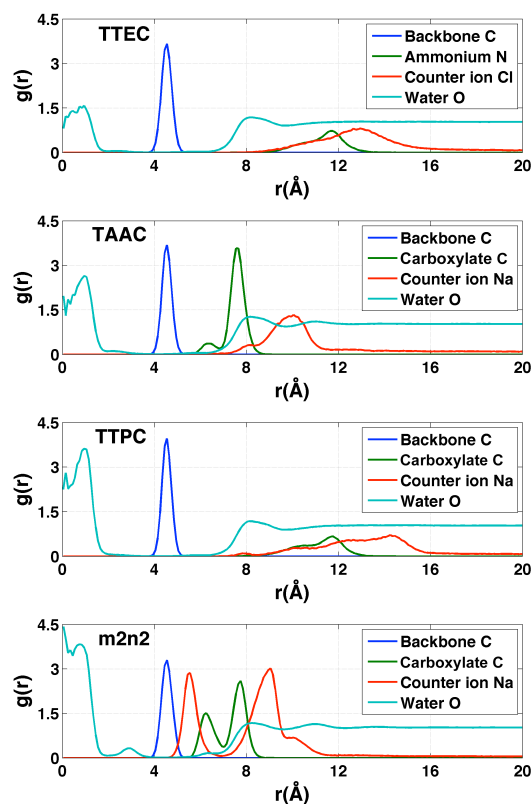 TTEC
Backbone C
Ammonium N
Counter ion Cl
Water O
g(r)
4.5
3
1.5
0
0 4 8 12 16 20
r(Å)
TAAC
Backbone C
Carboxylate C
Counter ion Na
Water O
g(r)
4.5
3
1.5
0
0 4 8 12 16 20
r(Å)
TTPC
Backbone C
Carboxylate C
Counter ion Na
Water O
g(r)
4.5
3
1.5
0
0 4 8 12 16 20
r(Å)
m2n2
Backbone C
Carboxylate C
Counter ion Na
Water O
g(r)
4.5
3
1.5
0
0 4 8 12 16 20
r(Å)